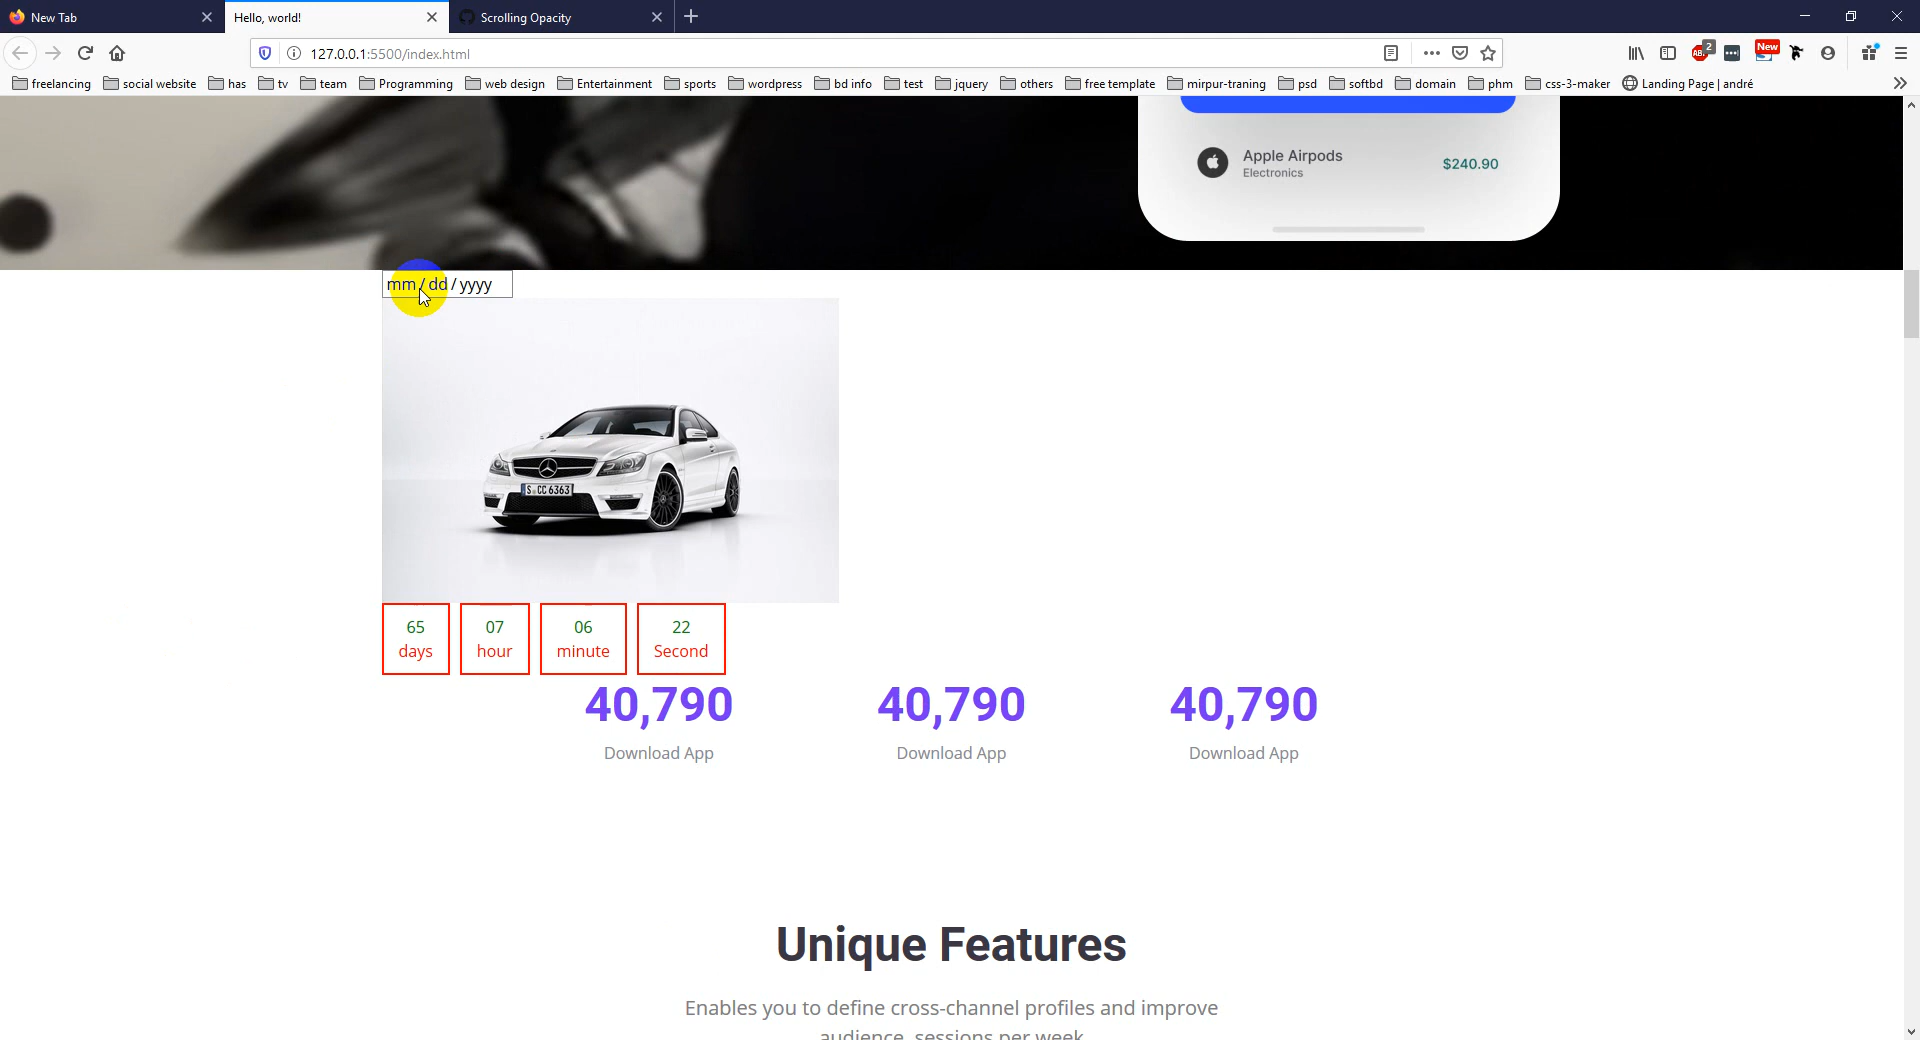 New Tab
Hello, world!
Scrolling Opacity
127.0.0.1:5500/index.html
2
New
freelancing
social website
has
tv
team
Programming
web design
Entertainment
sports
wordpress
bd info
test
jquery
others
free template
mirpur-traning
psd
softbd
domain
phm
css-3-maker
Landing Page | andré
Apple Airpods
Electronics
$240.90
mm / dd / yyyy
S CC 6363
65 07 06 22
days hour minute Second
40,790 40,790 40,790
Download App Download App Download App
Unique Features
Enables you to define cross-channel profiles and improve
audience, sessions per week